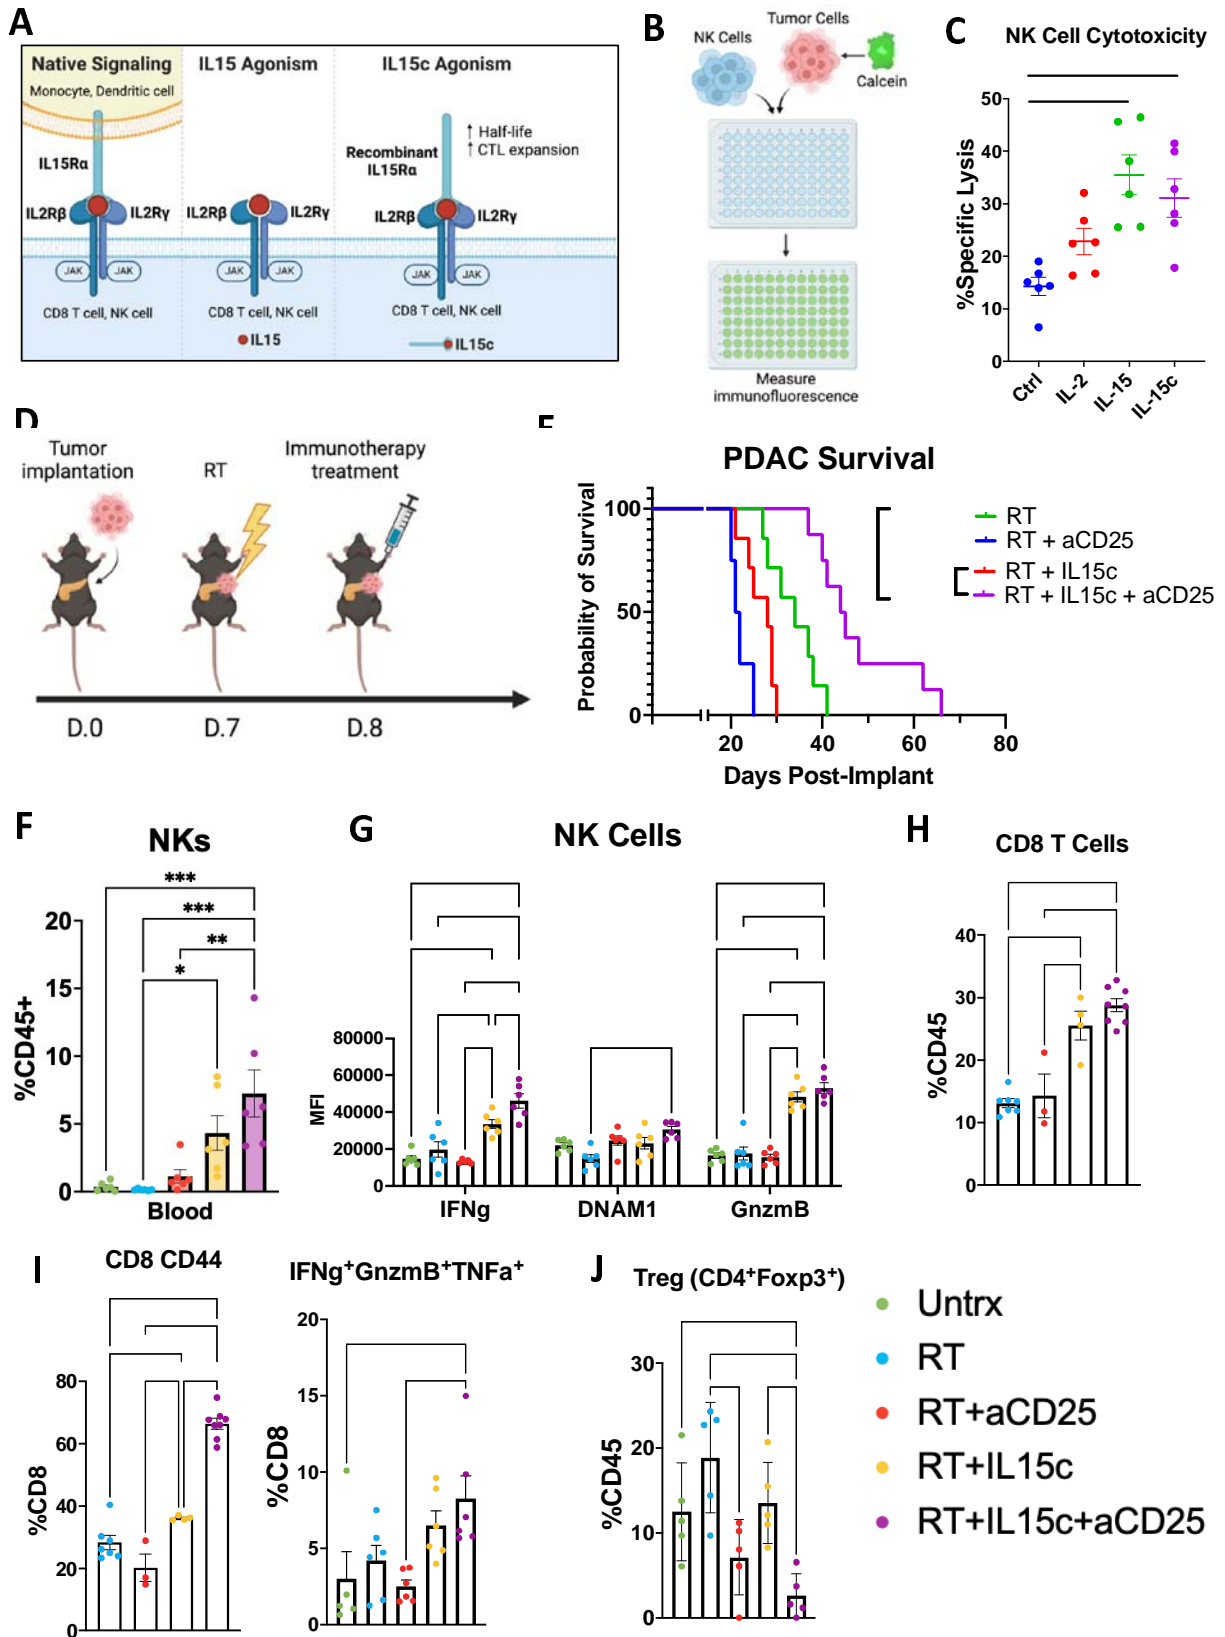 A
Native Signaling
Monocyte, Dendritic cell
IL15Rα
IL2Rβ
IL2Rγ
JAK
JAK
CD8 T cell, NK cell
IL15 Agonism
IL2Rβ
IL2Rγ
JAK
JAK
CD8 T cell, NK cell
IL15
IL15c Agonism
↑ Half-life
↑ CTL expansion
Recombinant
IL15Rα
IL2Rβ
IL2Rγ
JAK
JAK
CD8 T cell, NK cell
IL15c
B
Tumor Cells
NK Cells
Calcein
Measure
immunofluorescence
C
NK Cell Cytotoxicity
%Specific Lysis
50
40
30
20
10
0
Ctrl
IL-2
IL-15
IL-15c
D
Tumor
implantation
RT
Immunotherapy
treatment
D.0
D.7
D.8
PDAC Survival
Probability of Survival
100
50
0
20
40
60
80
Days Post-Implant
RT
RT + aCD25
RT + IL15c
RT + IL15c + aCD25
F
NKs
***
***
**
*
%CD45+
20
15
10
5
0
Blood
G
NK Cells
MFI
80000
60000
40000
20000
0
IFNg
DNAM1
GnzmB
H
CD8 T Cells
%CD45
40
30
20
10
0
I
CD8 CD44
%CD8
80
60
40
20
0
IFNg+GnzmB+TNFa+
%CD8
20
15
10
5
0
J
Treg (CD4+Foxp3+)
%CD45
30
20
10
0
Untrx
RT
RT+aCD25
RT+IL15c
RT+IL15c+aCD25